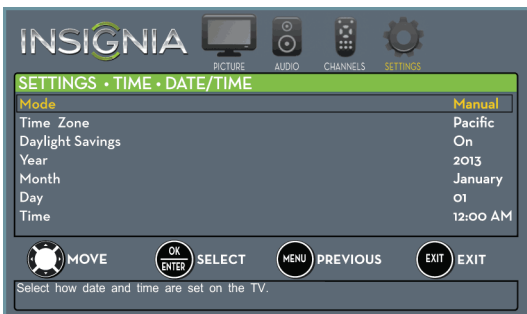 INSIGNIA
PICTURE AUDIO CHANNELS SETTINGS
SETTINGS • TIME • DATE/TIME
Mode Manual
Time Zone Pacific
Daylight Savings On
Year 2013
Month January
Day 01
Time 12:00 AM
MOVE OK ENTER SELECT MENU PREVIOUS EXIT EXIT
Select how date and time are set on the TV.